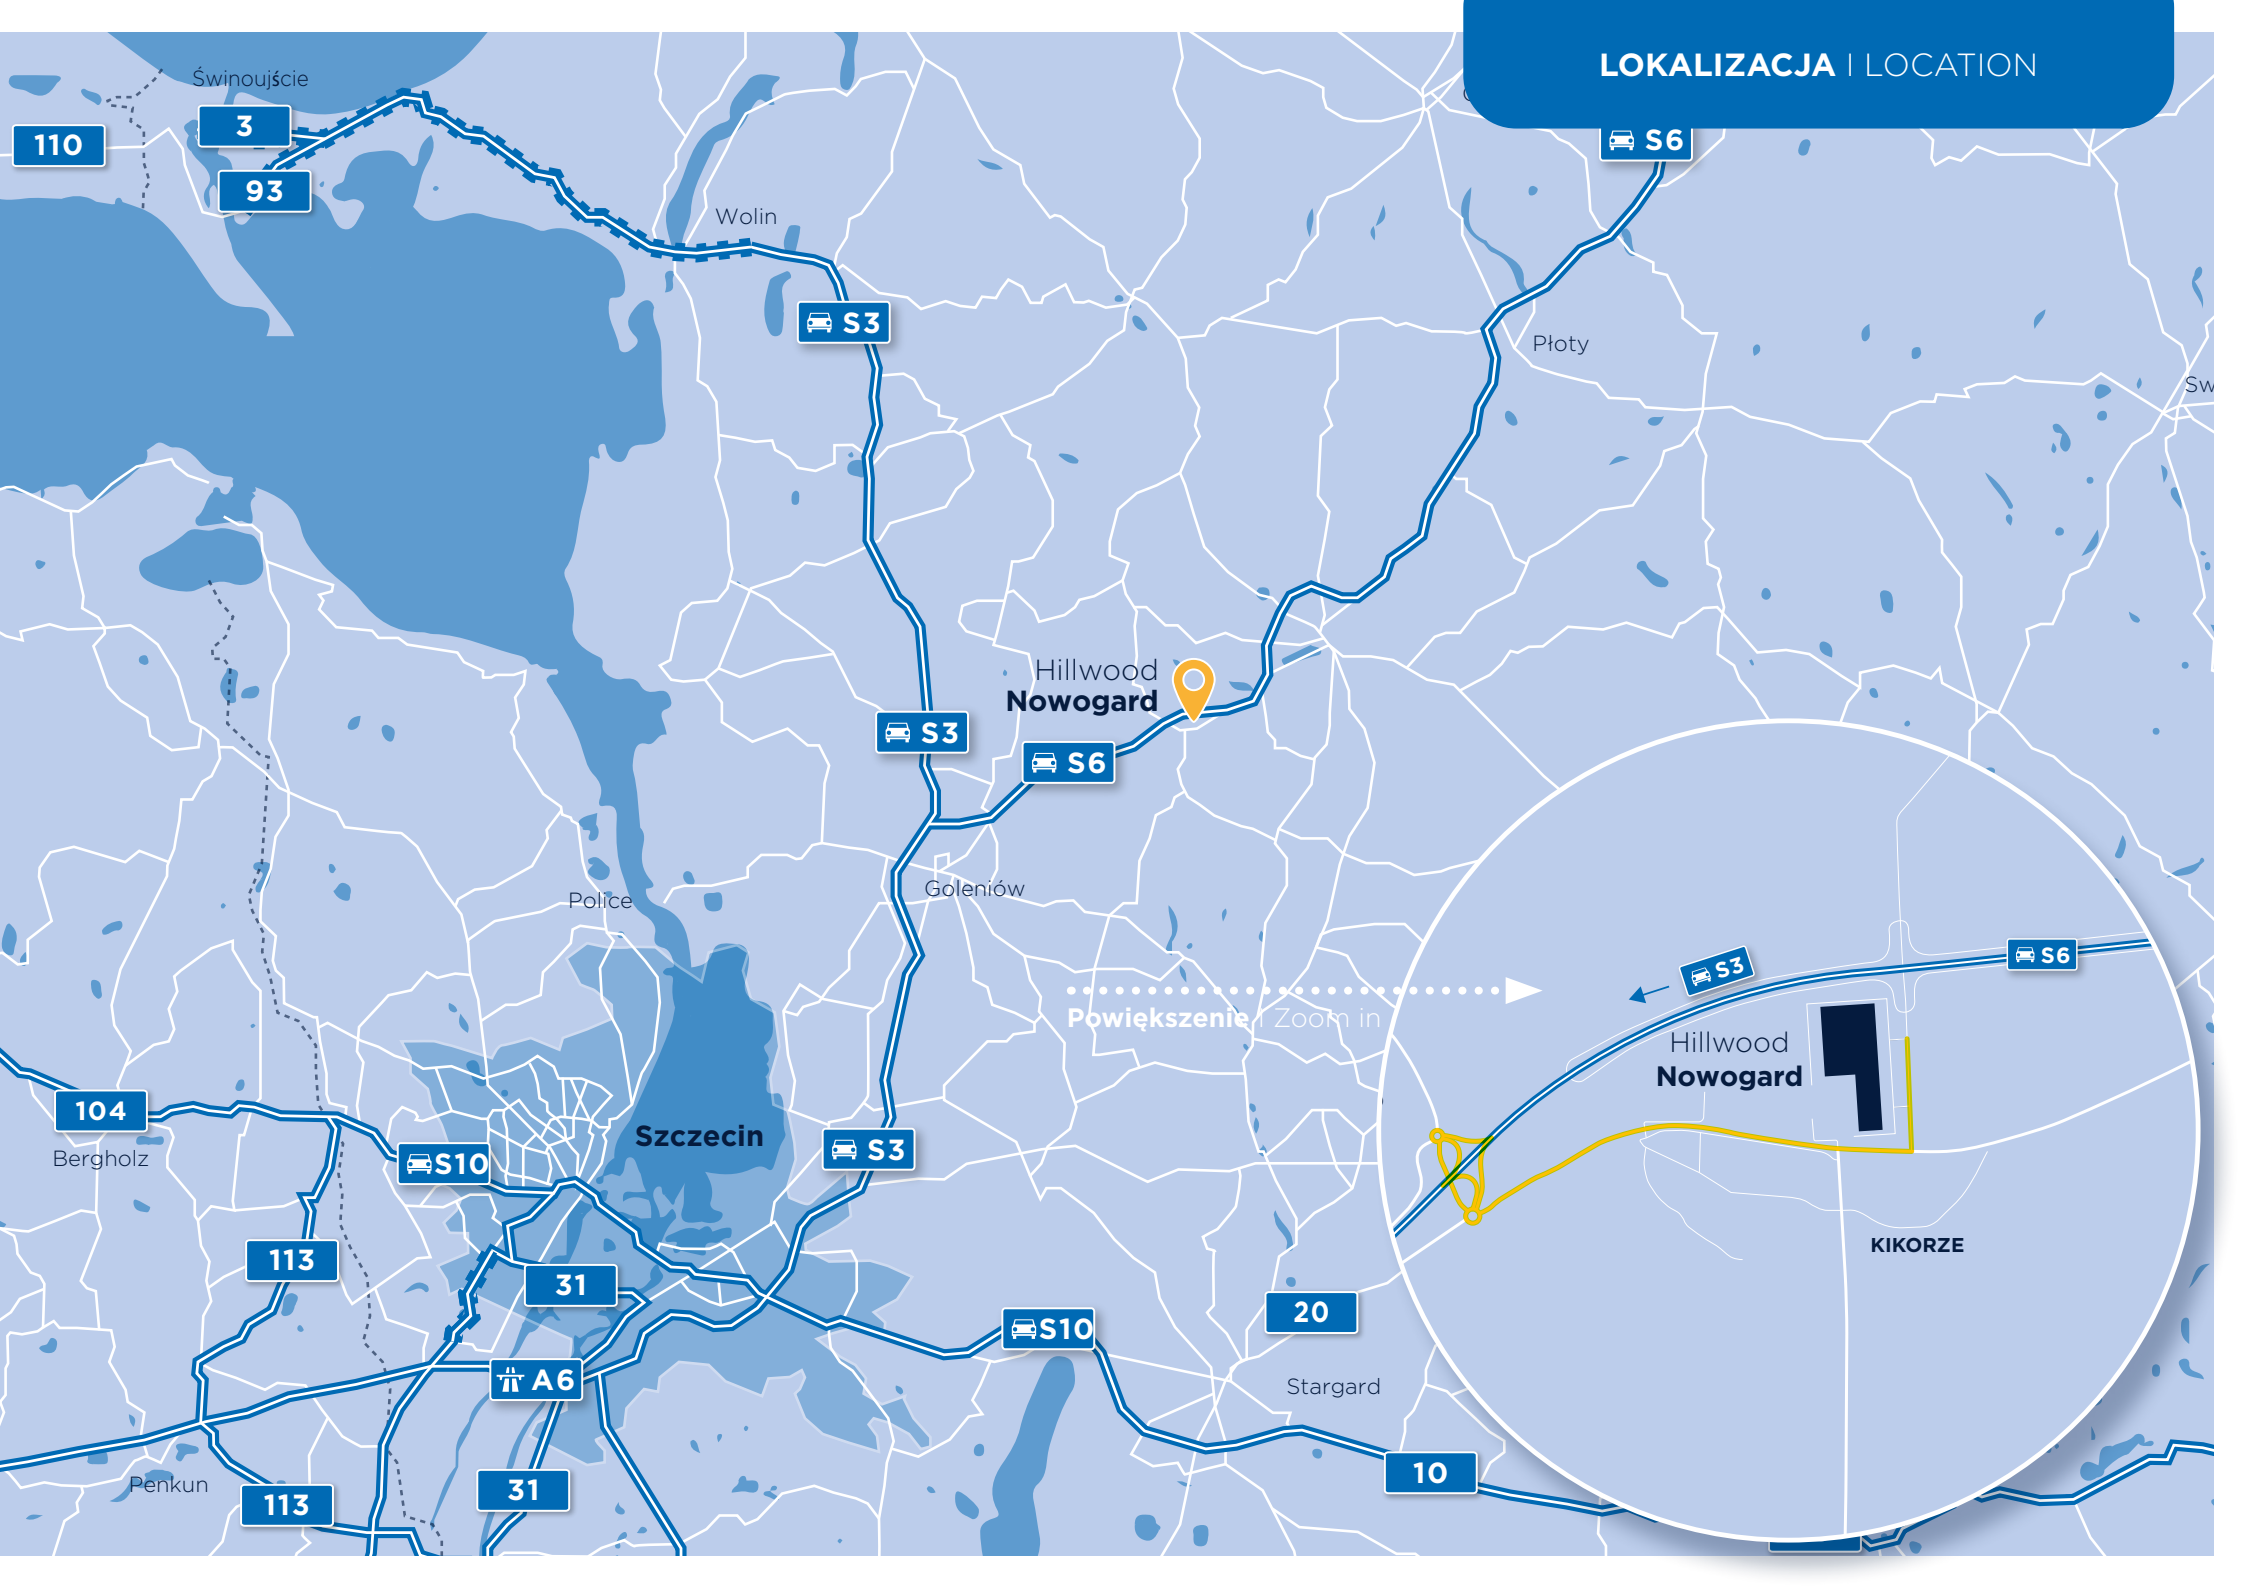 LOKALIZACJA | LOCATION
Świnoujście
3
110
93
S6
Wolin
S3
Płoty
Sw
Hillwood
Nowogard
S3
S6
Goleniów
Police
S3
S6
Powiększenie | Zoom in
Hillwood
Nowogard
104
Bergholz
S10
Szczecin
S3
KIKORZE
113
31
20
S10
A6
Stargard
10
Penkun
113
31